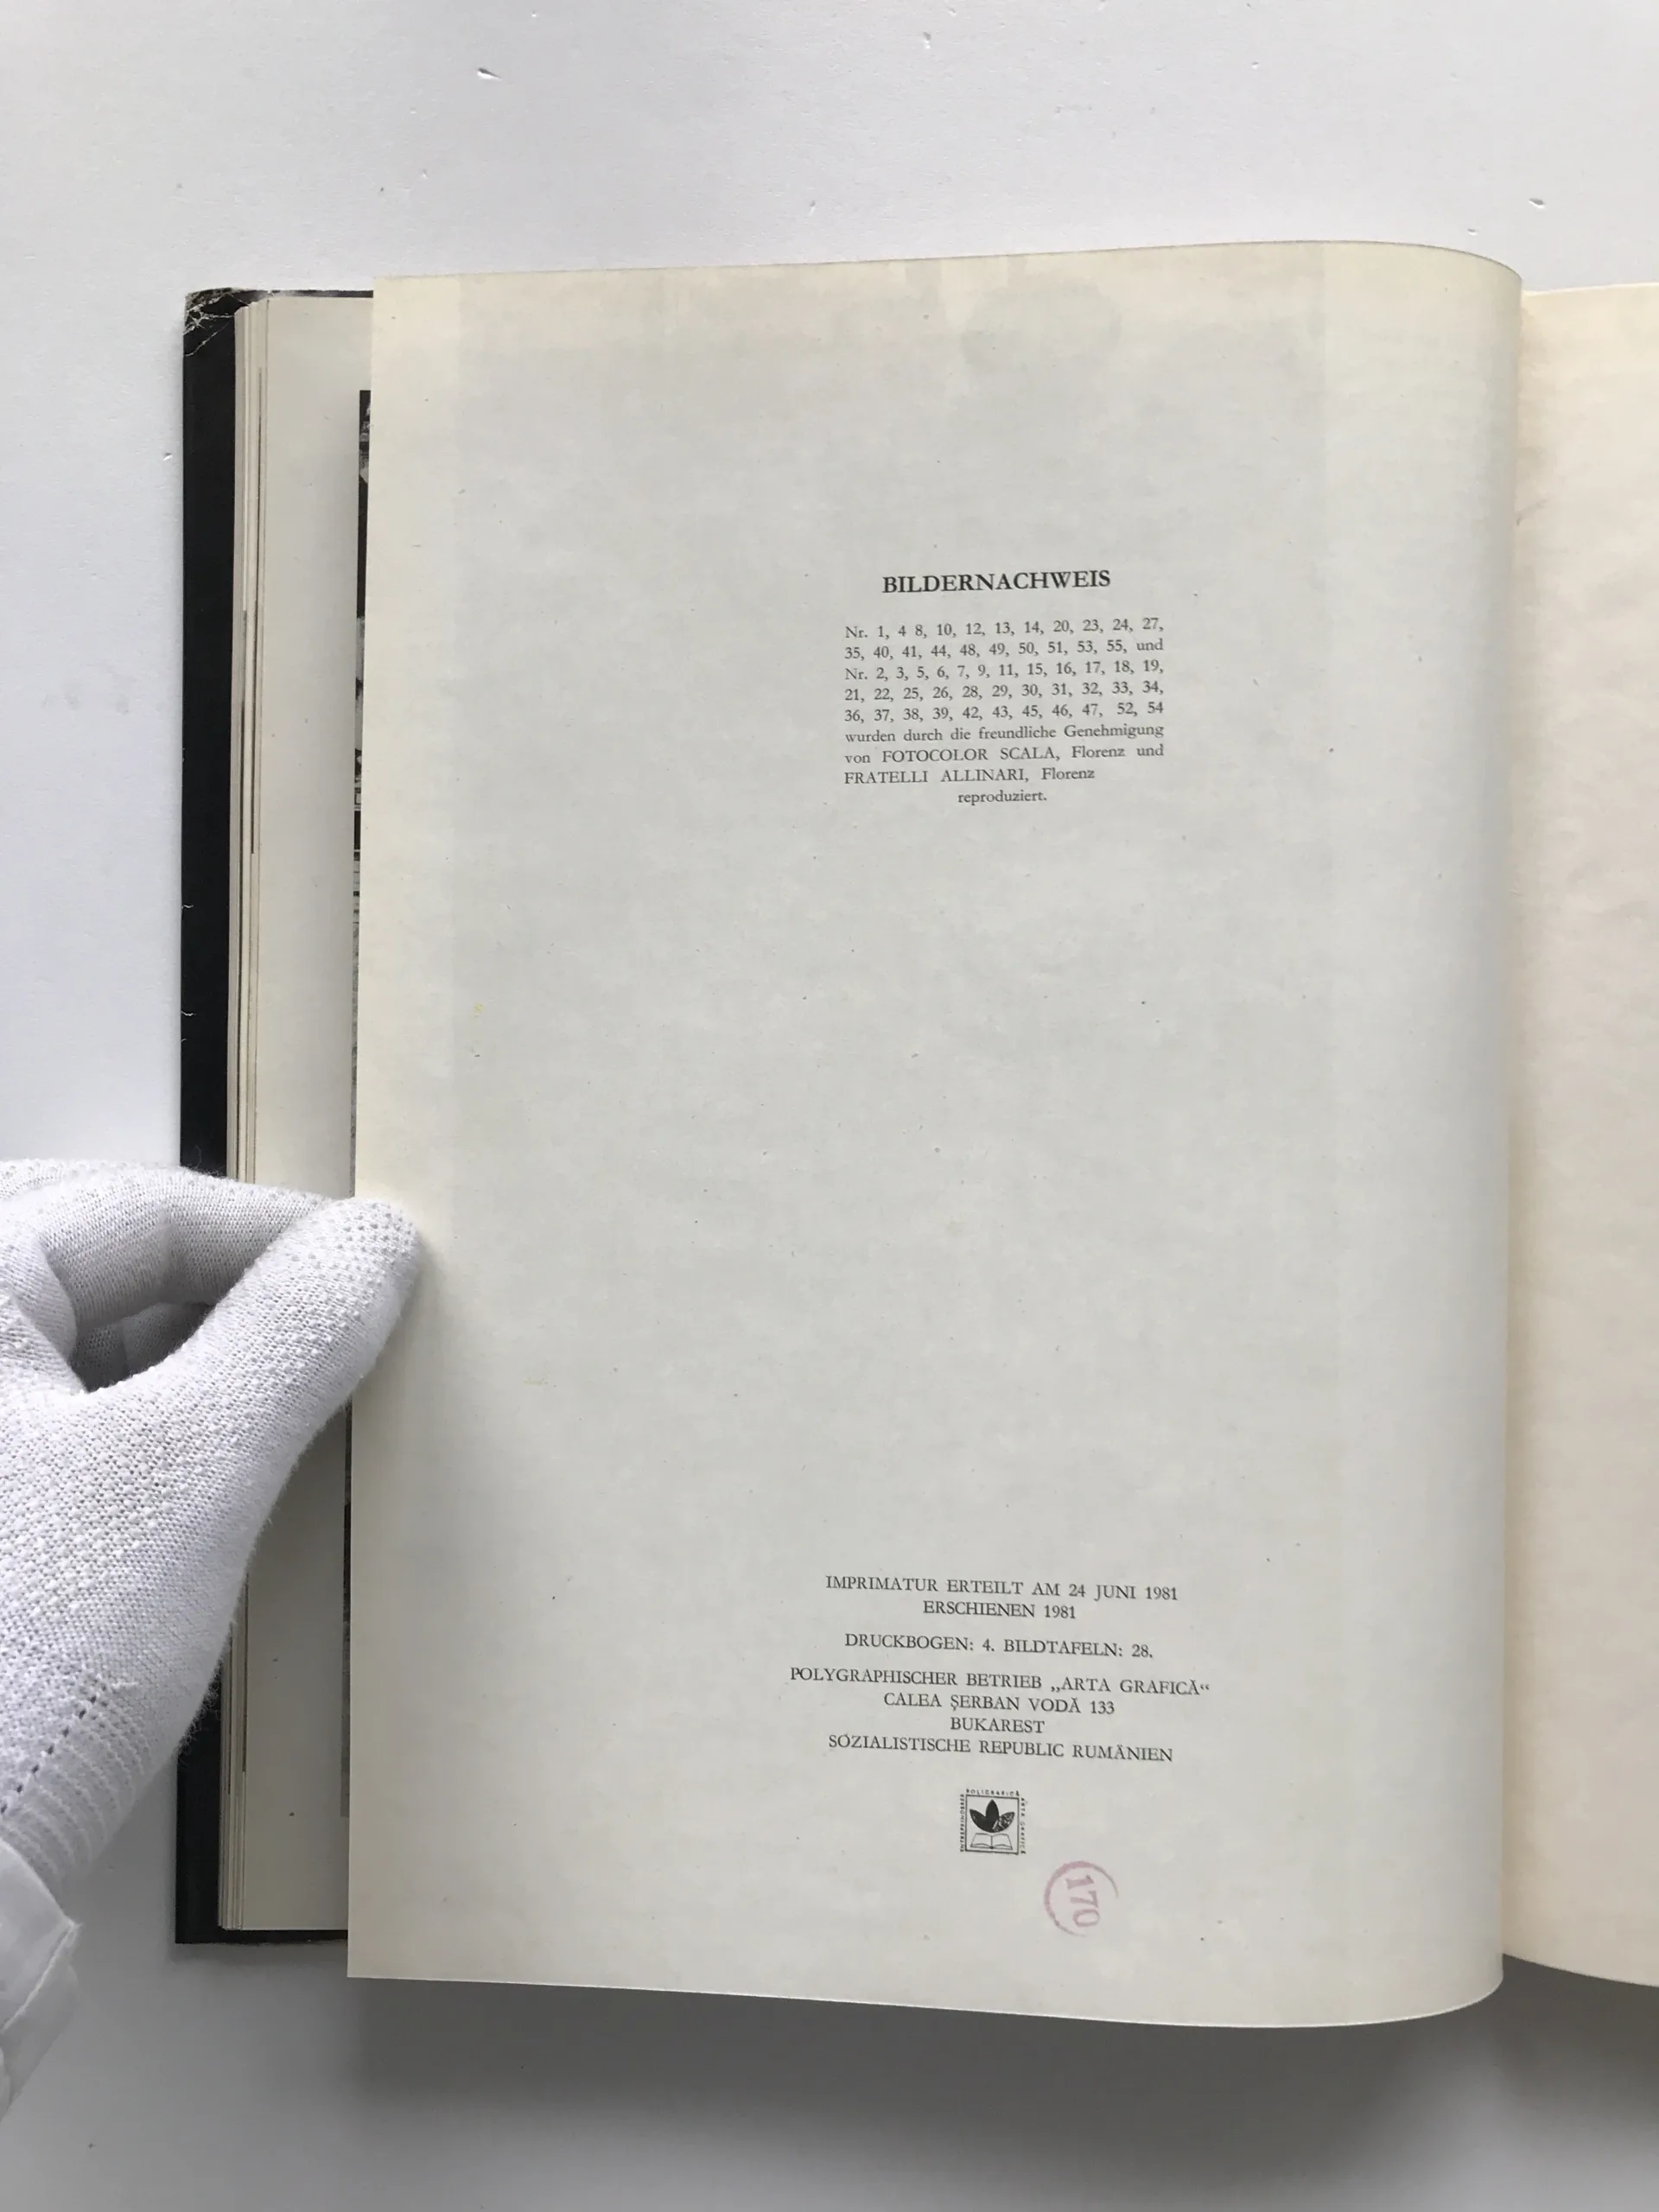 BILDERNACHWEIS
Nr. 1, 4 8, 10, 12, 13, 14, 20, 23, 24, 27,
35, 40, 41, 44, 48, 49, 50, 51, 53, 55, und
Nr. 2, 3, 5, 6, 7, 9, 11, 15, 16, 17, 18, 19,
21, 22, 25, 26, 28, 29, 30, 31, 32, 33, 34,
36, 37, 38, 39, 42, 43, 45, 46, 47, 52, 54
wurden durch die freundliche Genehmigung
von FOTOCOLOR SCALA, Florenz und
FRATELLI ALLINARI, Florenz
reproduziert.
IMPRIMATUR ERTEILT AM 24 JUNI 1981
ERSCHIENEN 1981
DRUCKBOGEN: 4. BILDTAFELN: 28.
POLYGRAPHISCHER BETRIEB „ARTA GRAFICĂ“
CALEA ȘERBAN VODĂ 133
BUKAREST
SOZIALISTISCHE REPUBLIC RUMÄNIEN
INTREPRINDEREA POLIGRAFICĂ ARTA GRAFICĂ
170